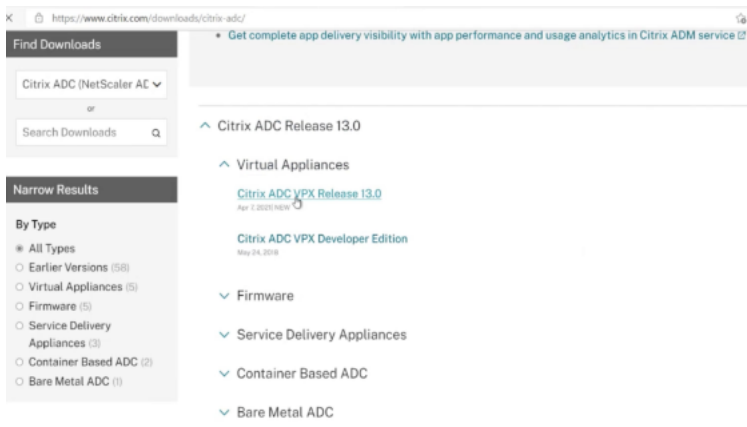 https://www.citrix.com/downloads/citrix-adc/
Find Downloads
Citrix ADC (NetScaler AD
or
Search Downloads
Narrow Results
By Type
All Types
Earlier Versions (58)
Virtual Appliances (5)
Firmware (5)
Service Delivery
Appliances (3)
Container Based ADC (2)
Bare Metal ADC (1)
Get complete app delivery visibility with app performance and usage analytics in Citrix ADM service
Citrix ADC Release 13.0
Virtual Appliances
Citrix ADC VPX Release 13.0
Apr 7, 2021 NEW
Citrix ADC VPX Developer Edition
May 24, 2018
Firmware
Service Delivery Appliances
Container Based ADC
Bare Metal ADC